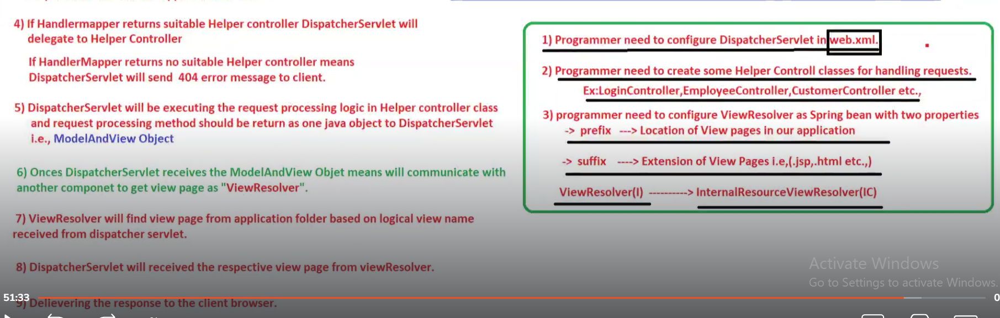 4) If Handlermapper returns suitable Helper controller DispatcherServlet will
delegate to Helper Controller
If HandlerMapper returns no suitable Helper controller means
DispatcherServlet will send 404 error message to client.
5) DispatcherServlet will be executing the request processing logic in Helper controller class
and request processing method should be return as one java object to DispatcherServlet
i.e., ModelAndView Object
6) Onces DispatcherServlet receives the ModelAndView Objet means will communicate with
another componet to get view page as "ViewResolver".
7) ViewResolver will find view page from application folder based on logical view name
received from dispatcher servlet.
8) DispatcherServlet will received the respective view page from viewResolver.
9) Delievering the response to the client browser.
1) Programmer need to configure DispatcherServlet in web.xml.
2) Programmer need to create some Helper Controll classes for handling requests.
Ex:LoginController,EmployeeController,CustomerController etc.,
3) programmer need to configure ViewResolver as Spring bean with two properties
-> prefix ---> Location of View pages in our application
-> suffix ----> Extension of View Pages i.e,(.jsp,.html etc.,)
ViewResolver(I) ----------> InternalResourceViewResolver(IC)
Activate Windows
Go to Settings to activate Windows.
51:33
0